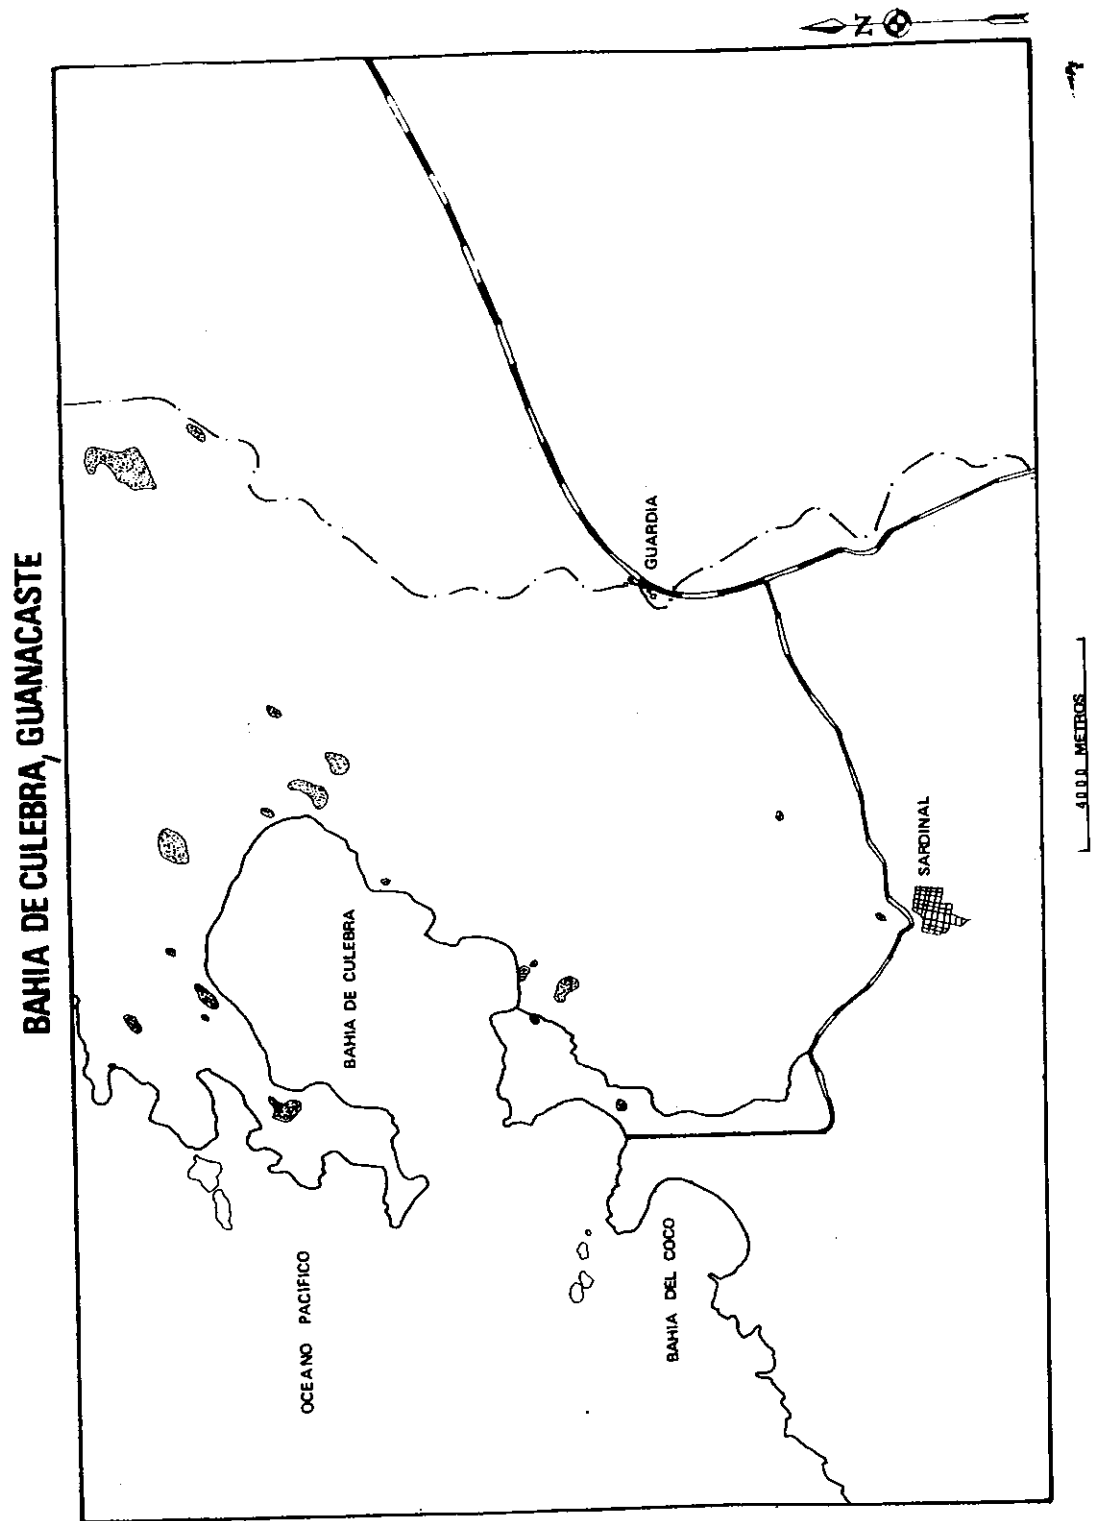 BAHIA DE CULEBRA, GUANACASTE
N
OCEANO PACIFICO
BAHIA DE CULEBRA
BAHIA DEL COCO
GUARDIA
SARDINAL
4000 METROS